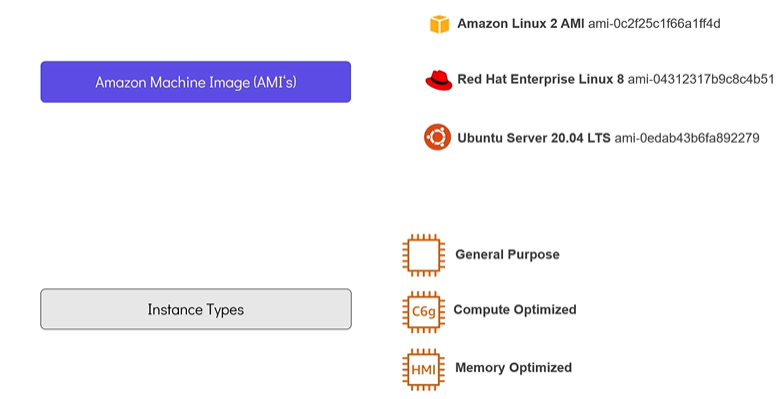 Amazon Linux 2 AMI ami-0c2f25c1f66a1ff4d
Amazon Machine Image (AMI's)
Red Hat Enterprise Linux 8 ami-04312317b9c8c4b51
Ubuntu Server 20.04 LTS ami-0edab43b6fa892279
General Purpose
Instance Types
C6g Compute Optimized
HMI Memory Optimized